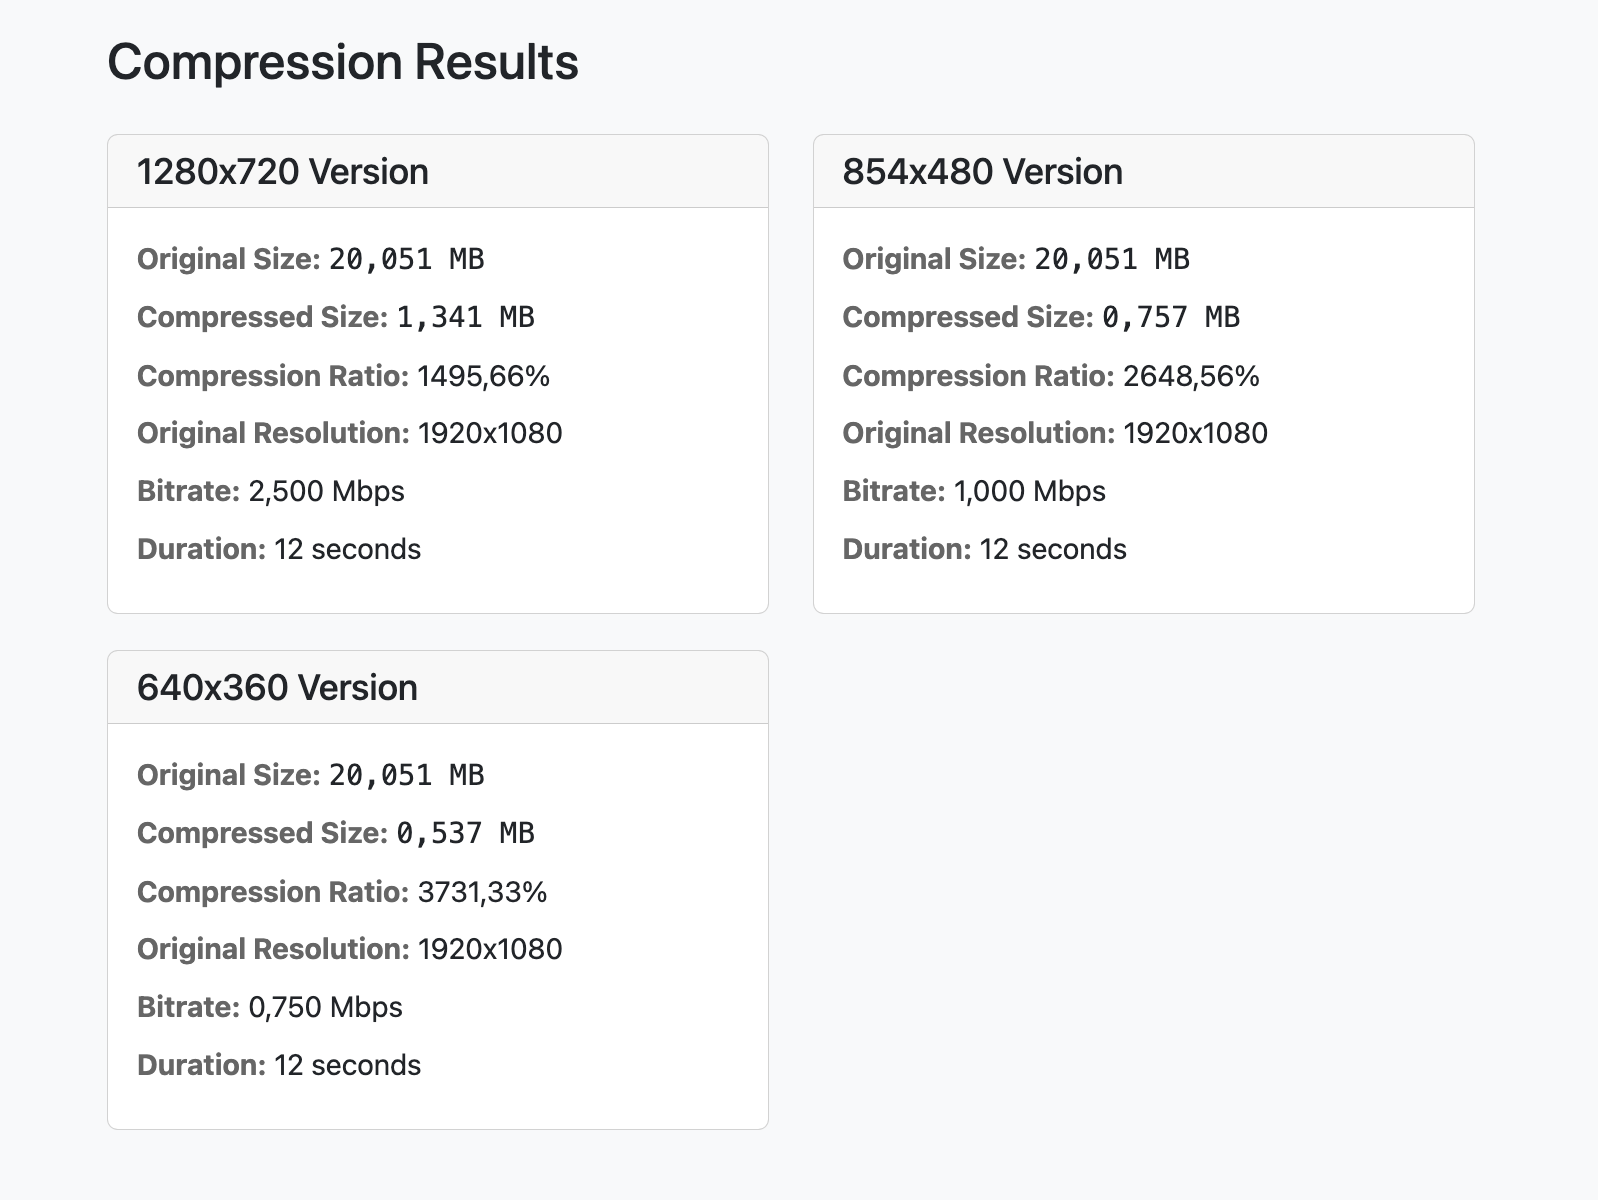 Compression Results
1280x720 Version
Original Size: 20,051 MB
Compressed Size: 1,341 MB
Compression Ratio: 1495,66%
Original Resolution: 1920x1080
Bitrate: 2,500 Mbps
Duration: 12 seconds
854x480 Version
Original Size: 20,051 MB
Compressed Size: 0,757 MB
Compression Ratio: 2648,56%
Original Resolution: 1920x1080
Bitrate: 1,000 Mbps
Duration: 12 seconds
640x360 Version
Original Size: 20,051 MB
Compressed Size: 0,537 MB
Compression Ratio: 3731,33%
Original Resolution: 1920x1080
Bitrate: 0,750 Mbps
Duration: 12 seconds